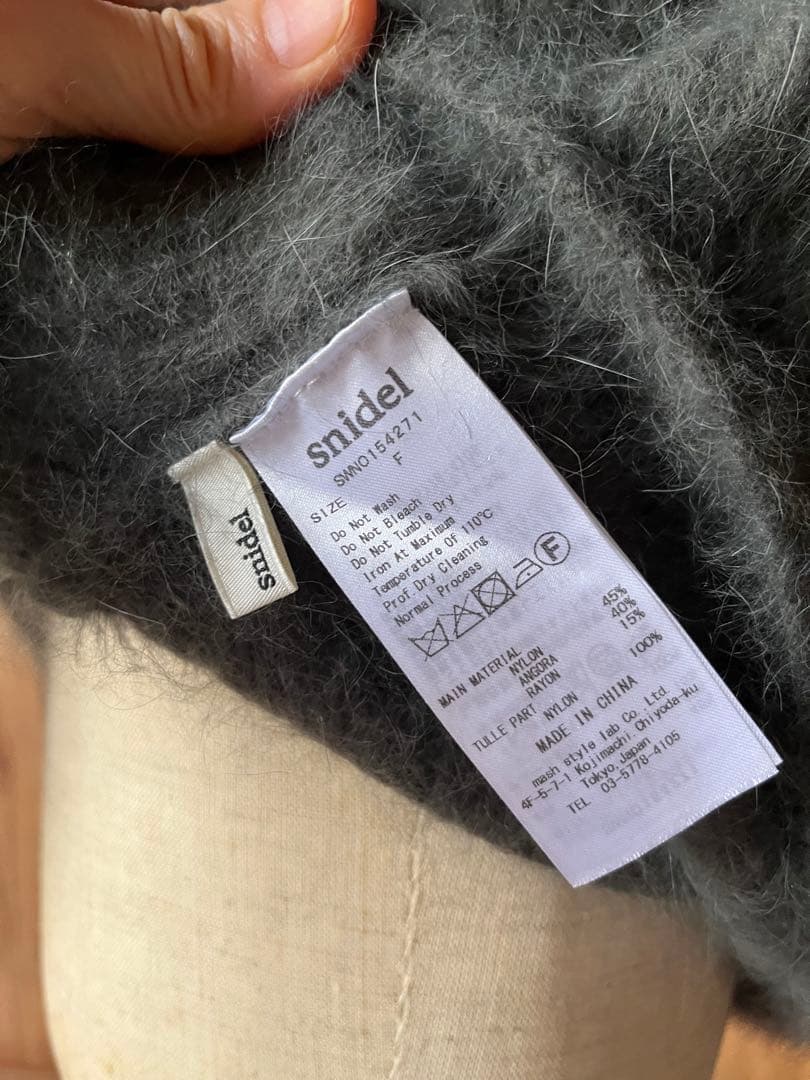 snidel
SWNO154271
SIZE F
Do Not Wash
Do Not Bleach
Do Not Tumble Dry
Iron At Maximum
Temperature Of 110℃
Prof.Dry Cleaning
Normal Process
F
MAIN MATERIAL
NYLON 45%
ANGORA 40%
RAYON 15%
TULLE PART NYLON 100%
MADE IN CHINA
mash style lab Co. Ltd.
4F-5-7-1 Kojimachi Chiyoda-ku
Tokyo.Japan
TEL 03-5778-4105
snidel